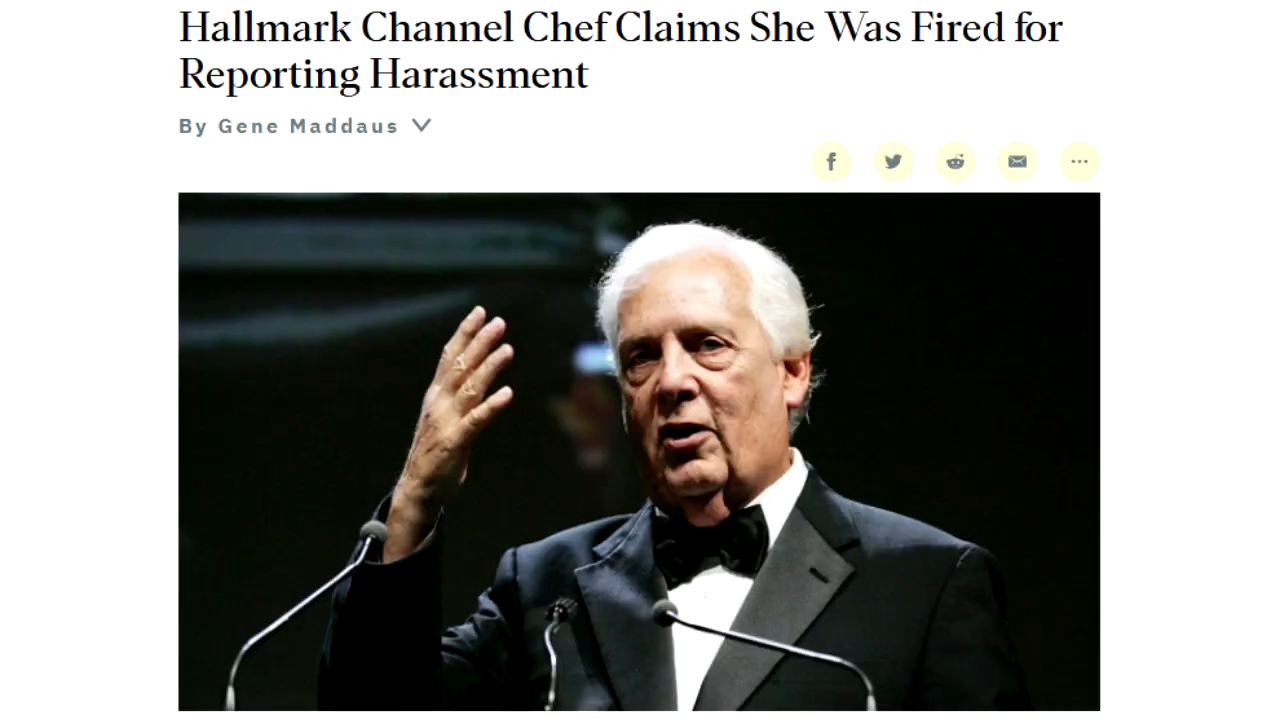 Hallmark Channel Chef Claims She Was Fired for
Reporting Harassment
By Gene Maddaus